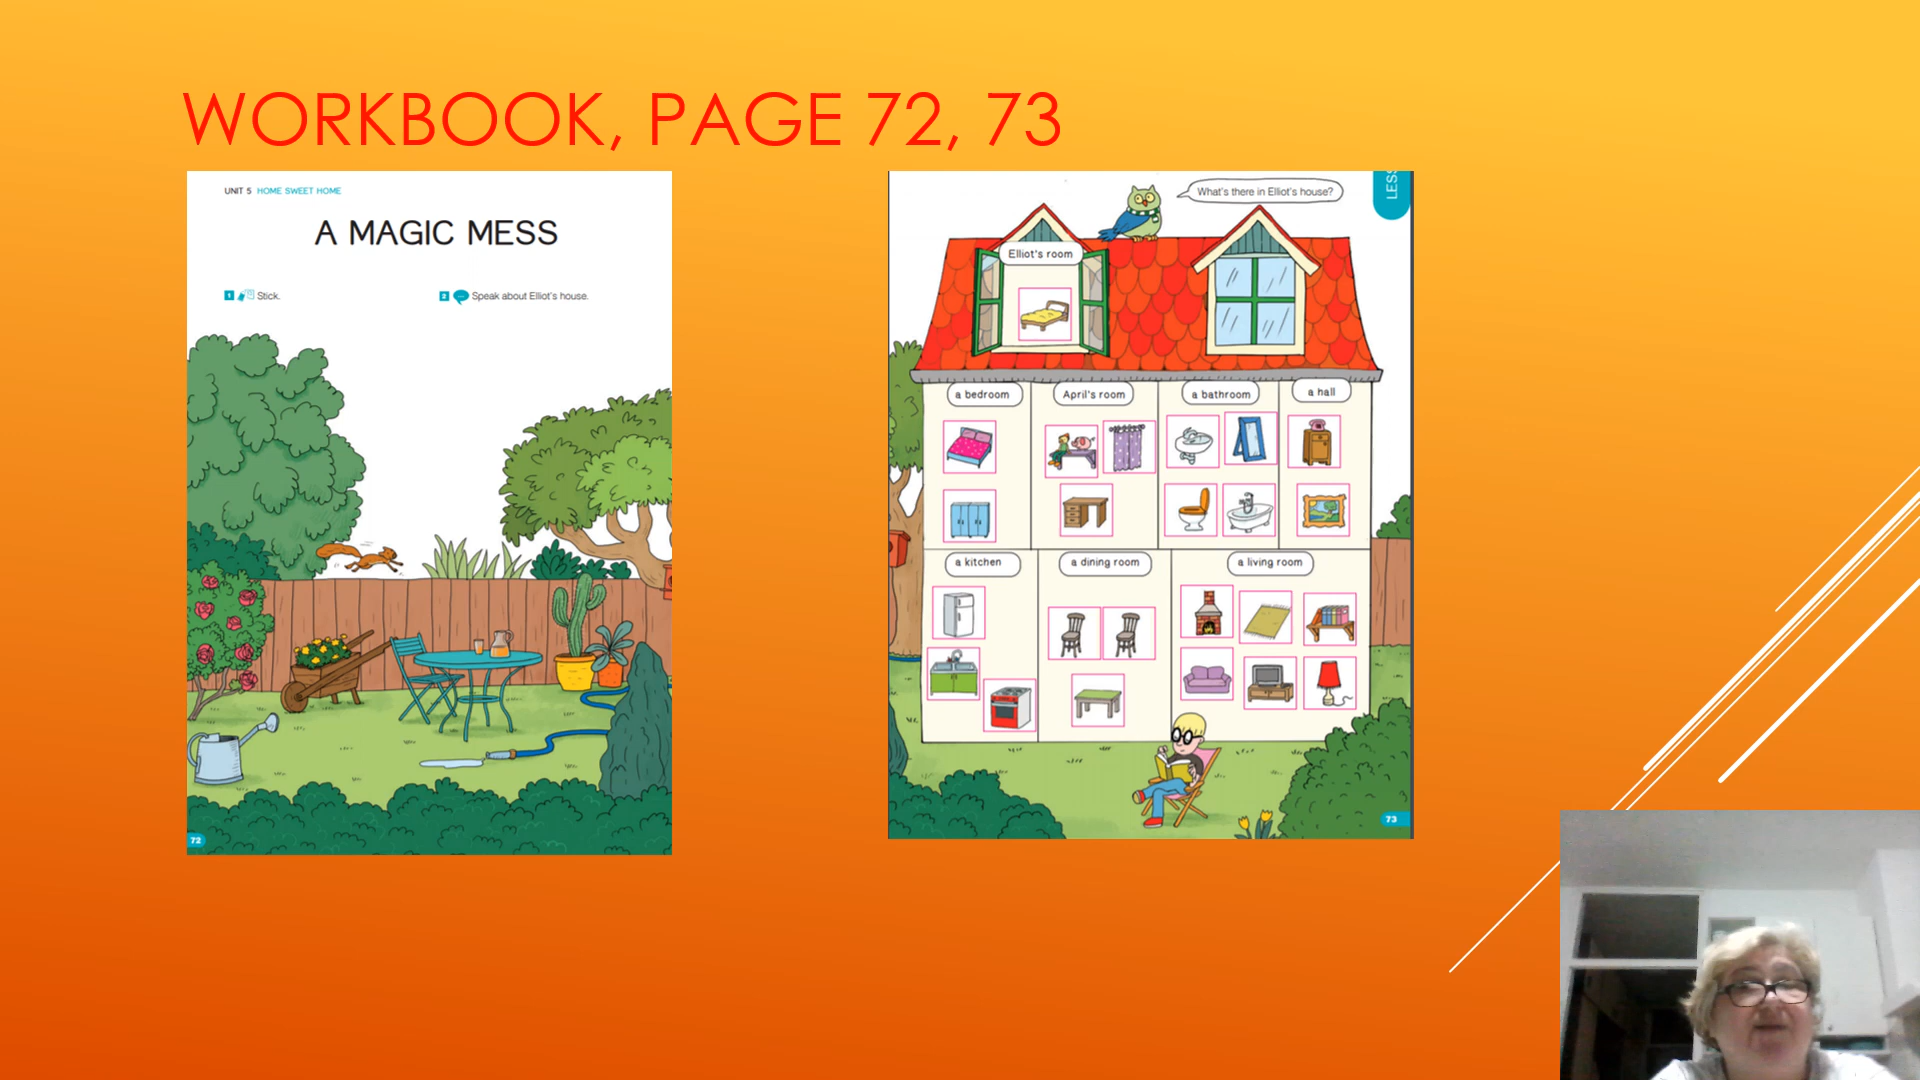 WORKBOOK, PAGE 72, 73
UNIT 5 HOME SWEET HOME
A MAGIC MESS
1 Stick.
2 Speak about Elliot's house.
72
What's there in Elliot's house?
LESS
Elliot's room
a bedroom
April's room
a bathroom
a hall
a kitchen
a dining room
a living room
73